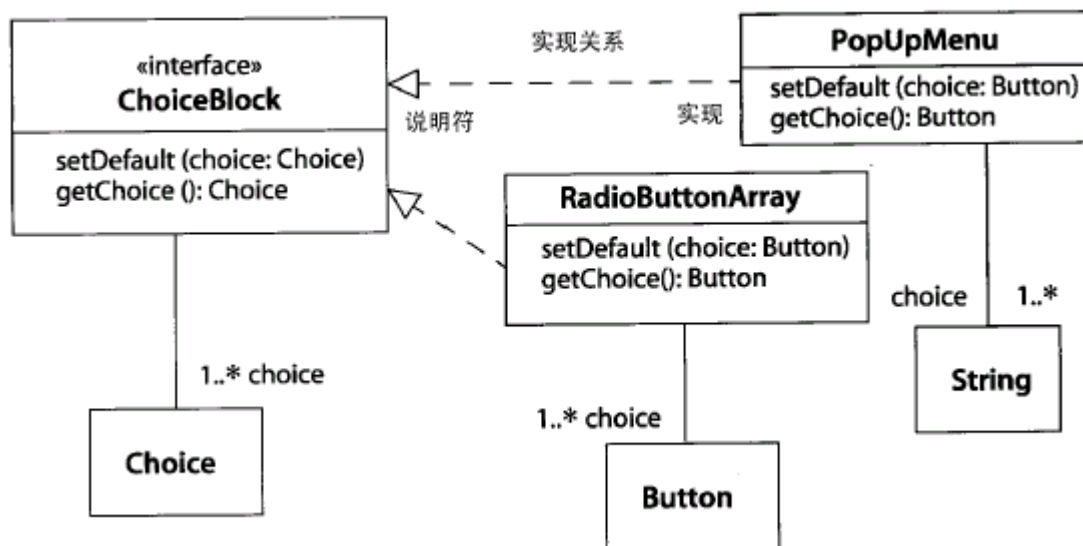 «interface»
ChoiceBlock
setDefault (choice: Choice)
getChoice (): Choice
实现关系
说明符
实现
PopUpMenu
setDefault (choice: Button)
getChoice(): Button
RadioButtonArray
setDefault (choice: Button)
getChoice(): Button
choice 1..*
String
1..* choice
Choice
1..* choice
Button